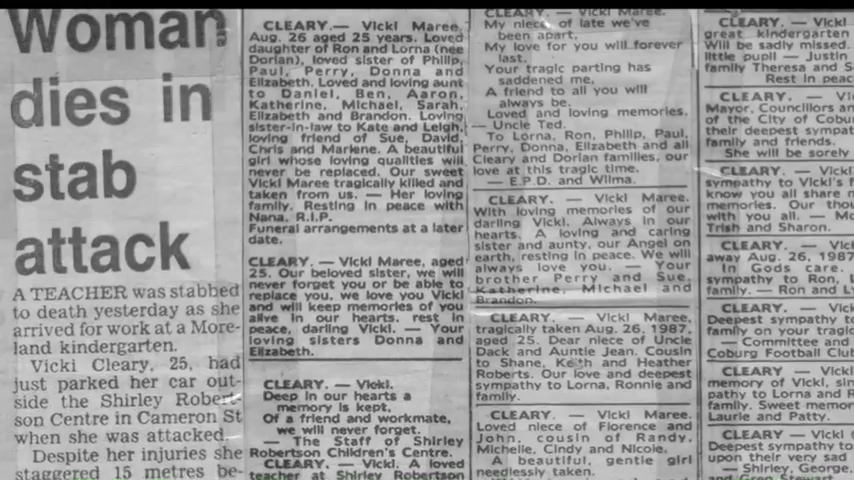 Woman
dies in
stab
attack
A TEACHER was stabbed
to death yesterday as she
arrived for work at a More-
land kindergarten.
Vicki Cleary, 25, had
just parked her car out-
side the Shirley Robert-
son Centre in Cameron St
when she was attacked.
Despite her injuries she
staggered 15 metres be-
CLEARY.— Vicki Maree.
Aug. 26 aged 25 years. Loved
daughter of Ron and Lorna (nee
Dorian), loved sister of Philip,
Paul, Perry, Donna and
Elizabeth. Loved and loving aunt
to Daniel, Ben, Aaron,
Katherine, Michael, Sarah,
Elizabeth and Brandon. Loving
sister-in-law to Kate and Leigh,
loving friend of Sue, David,
Chris and Marlene. A beautiful
girl whose loving qualities will
never be replaced. Our sweet
Vicki Maree tragically killed and
taken from us. — Her loving
family. Resting in peace with
Nana. R.I.P.
Funeral arrangements at a later
date.
CLEARY. — Vicki Maree, aged
25. Our beloved sister, we will
never forget you or be able to
replace you, we love you Vicki
and will keep memories of you
alive in our hearts, rest in
peace, darling Vicki. — Your
loving sisters Donna and
Elizabeth.
CLEARY. — Vicki.
Deep in our hearts a
memory is kept,
Of a friend and workmate,
we will never forget.
— The Staff of Shirley
Robertson Children's Centre.
CLEARY. — Vicki. A loved
teacher at Shirley Robertson
CLEARY. — Vicki Maree.
My niece, of late we've
been apart,
My love for you will forever
last.
Your tragic parting has
saddened me,
A friend to all you will
always be.
Loved and loving memories.
— Uncle Ted.
To Lorna, Ron, Philip, Paul,
Perry, Donna, Elizabeth and all
Cleary and Dorian families, our
love at this tragic time.
— E.P.D. and Wilma.
CLEARY. — Vicki Maree.
With loving memories of our
darling Vicki. Always in our
hearts. A loving and caring
sister and aunty, our Angel on
earth, resting in peace. We will
always love you. — Your
brother Perry and Sue,
Katherine, Michael and
Brandon.
CLEARY. — Vicki Maree,
tragically taken Aug. 26, 1987,
aged 25. Dear niece of Uncle
Dack and Auntie Jean. Cousin
to Shane, Keith and Heather
Roberts. Our love and deepest
sympathy to Lorna, Ronnie and
family.
CLEARY. — Vicki Maree.
Loved niece of Florence and
John, cousin of Randy,
Michelle, Cindy and Nicole.
A beautiful, gentle girl
needlessly taken.
CLEARY. — Vicki
great kindergarten
Will be sadly missed.
little pupil — Justin
family Theresa and S
Rest in peac
CLEARY. — Vi
Mayor, Councillors an
of the City of Cobu
their deepest sympat
family and friends.
She will be sorely
CLEARY. — Vick
sympathy to Vicki's f
know you all share m
memories. Our thou
with you all. — Mo
Trish and Sharon.
CLEARY. — Vicki
away Aug. 26, 1987
In Gods care.
sympathy to Ron, L
family. — Ron and Ly
CLEARY. — Vicki
Deepest sympathy to
family on your tragic
— Committee and
Coburg Football Club
CLEARY. — Vicki
memory of Vicki, sin
pathy to Lorna and R
family. Sweet memor
Laurie and Patty.
CLEARY. — Vicki
Deepest sympathy to
upon their very sad
— Shirley, George,
and Greg Stewart